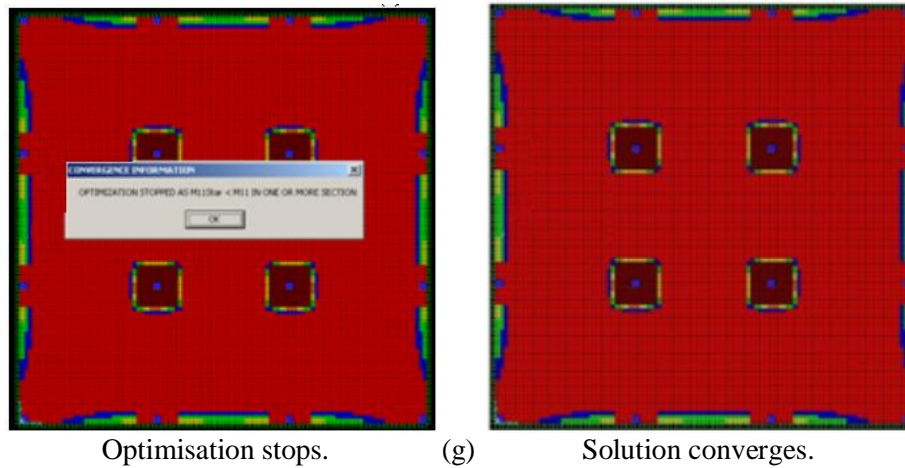 CONVERGENCE INFORMATION
OPTIMIZATION STOPPED AS M11Star < M11 IN ONE OR MORE SECTION
OK
Optimisation stops. (g) Solution converges.